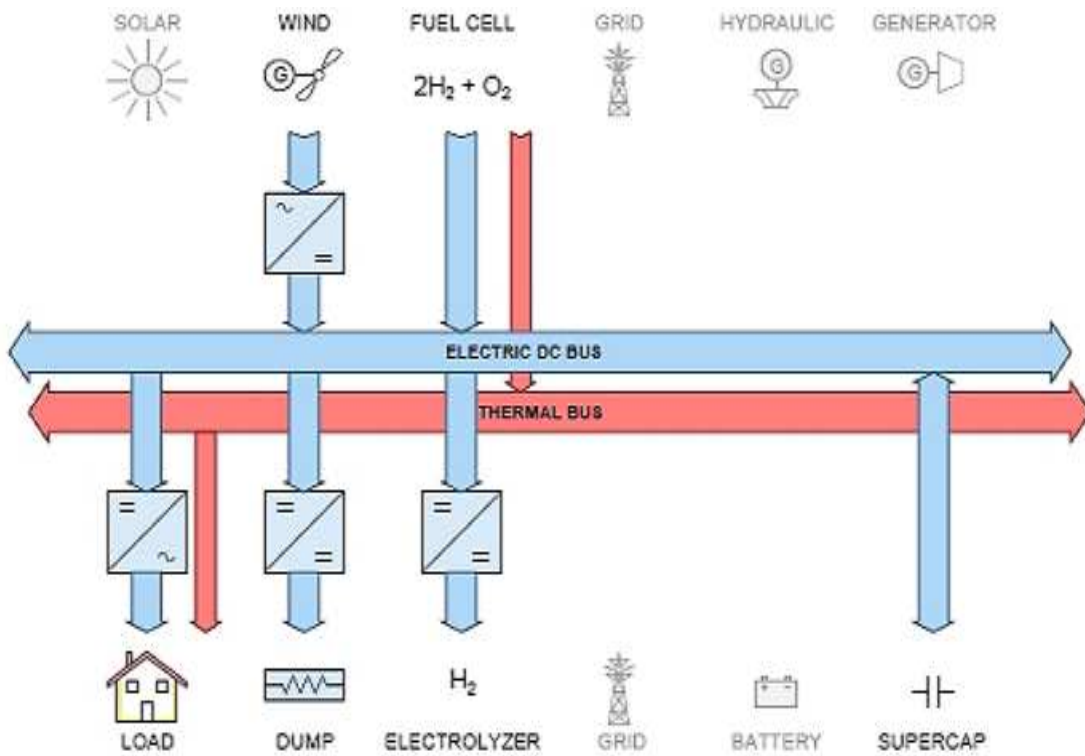 SOLAR WIND FUEL CELL GRID HYDRAULIC GENERATOR
G G G
2H₂ + O₂
ELECTRIC DC BUS
THERMAL BUS
H₂
LOAD DUMP ELECTROLYZER GRID BATTERY SUPERCAP